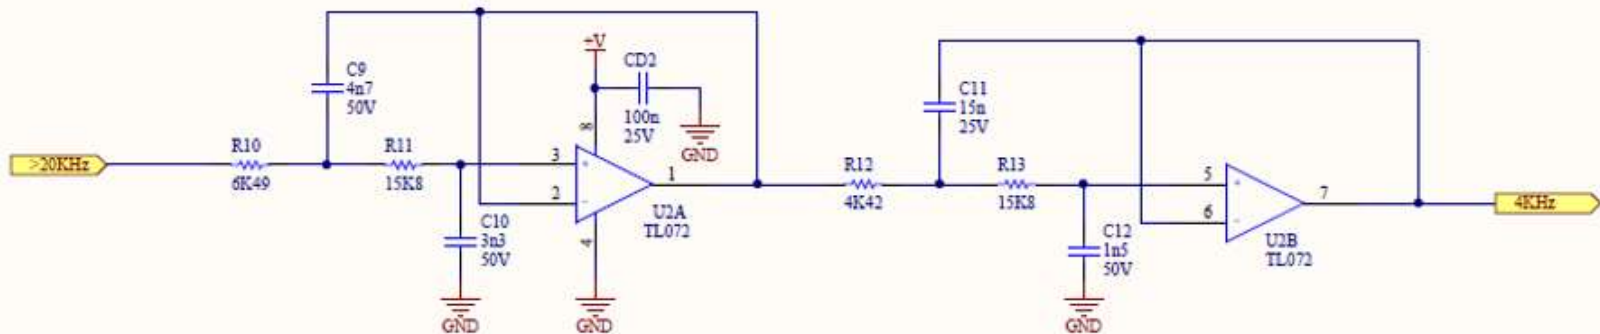 >20KHz
R10
6K49
C9
4n7
50V
R11
15K8
C10
3n3
50V
GND
+V
CD2
100n
25V
GND
8
3
+
2
-
1
4
U2A
TL072
GND
R12
4K42
C11
15n
25V
R13
15K8
C12
1n5
50V
GND
5
+
6
-
7
U2B
TL072
4KHz